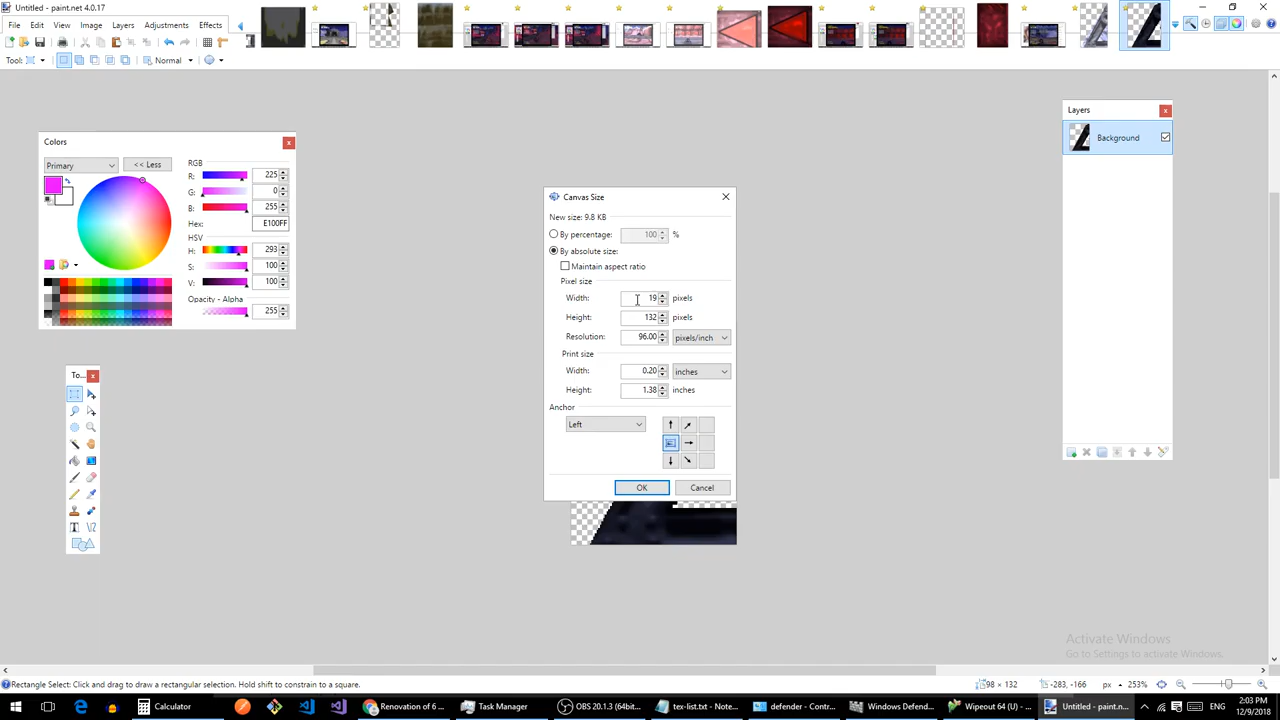 Untitled - paint.net 4.0.17
File Edit View Image Layers Adjustments Effects
Tool: Normal
Colors
Primary << Less
RGB
R: 225
G: 0
B: 255
Hex: E100FF
HSV
H: 293
S: 100
V: 100
Opacity - Alpha
255
To...
Canvas Size
New size: 9.8 KB
By percentage: 100 %
By absolute size:
Maintain aspect ratio
Pixel size
Width: 19 pixels
Height: 132 pixels
Resolution: 96.00 pixels/inch
Print size
Width: 0.20 inches
Height: 1.38 inches
Anchor
Left
OK Cancel
Layers
Background
Activate Windows
Go to Settings to activate Windows.
Rectangle Select: Click and drag to draw a rectangular selection. Hold shift to constrain to a square.
98 × 132 -283, -166 px 253%
Calculator Renovation of 6 ... Task Manager OBS 20.1.3 (64bit... tex-list.txt - Note... defender - Contr... Windows Defend... Wipeout 64 (U) - ... Untitled - paint.n...
2:03 PM
12/9/2018